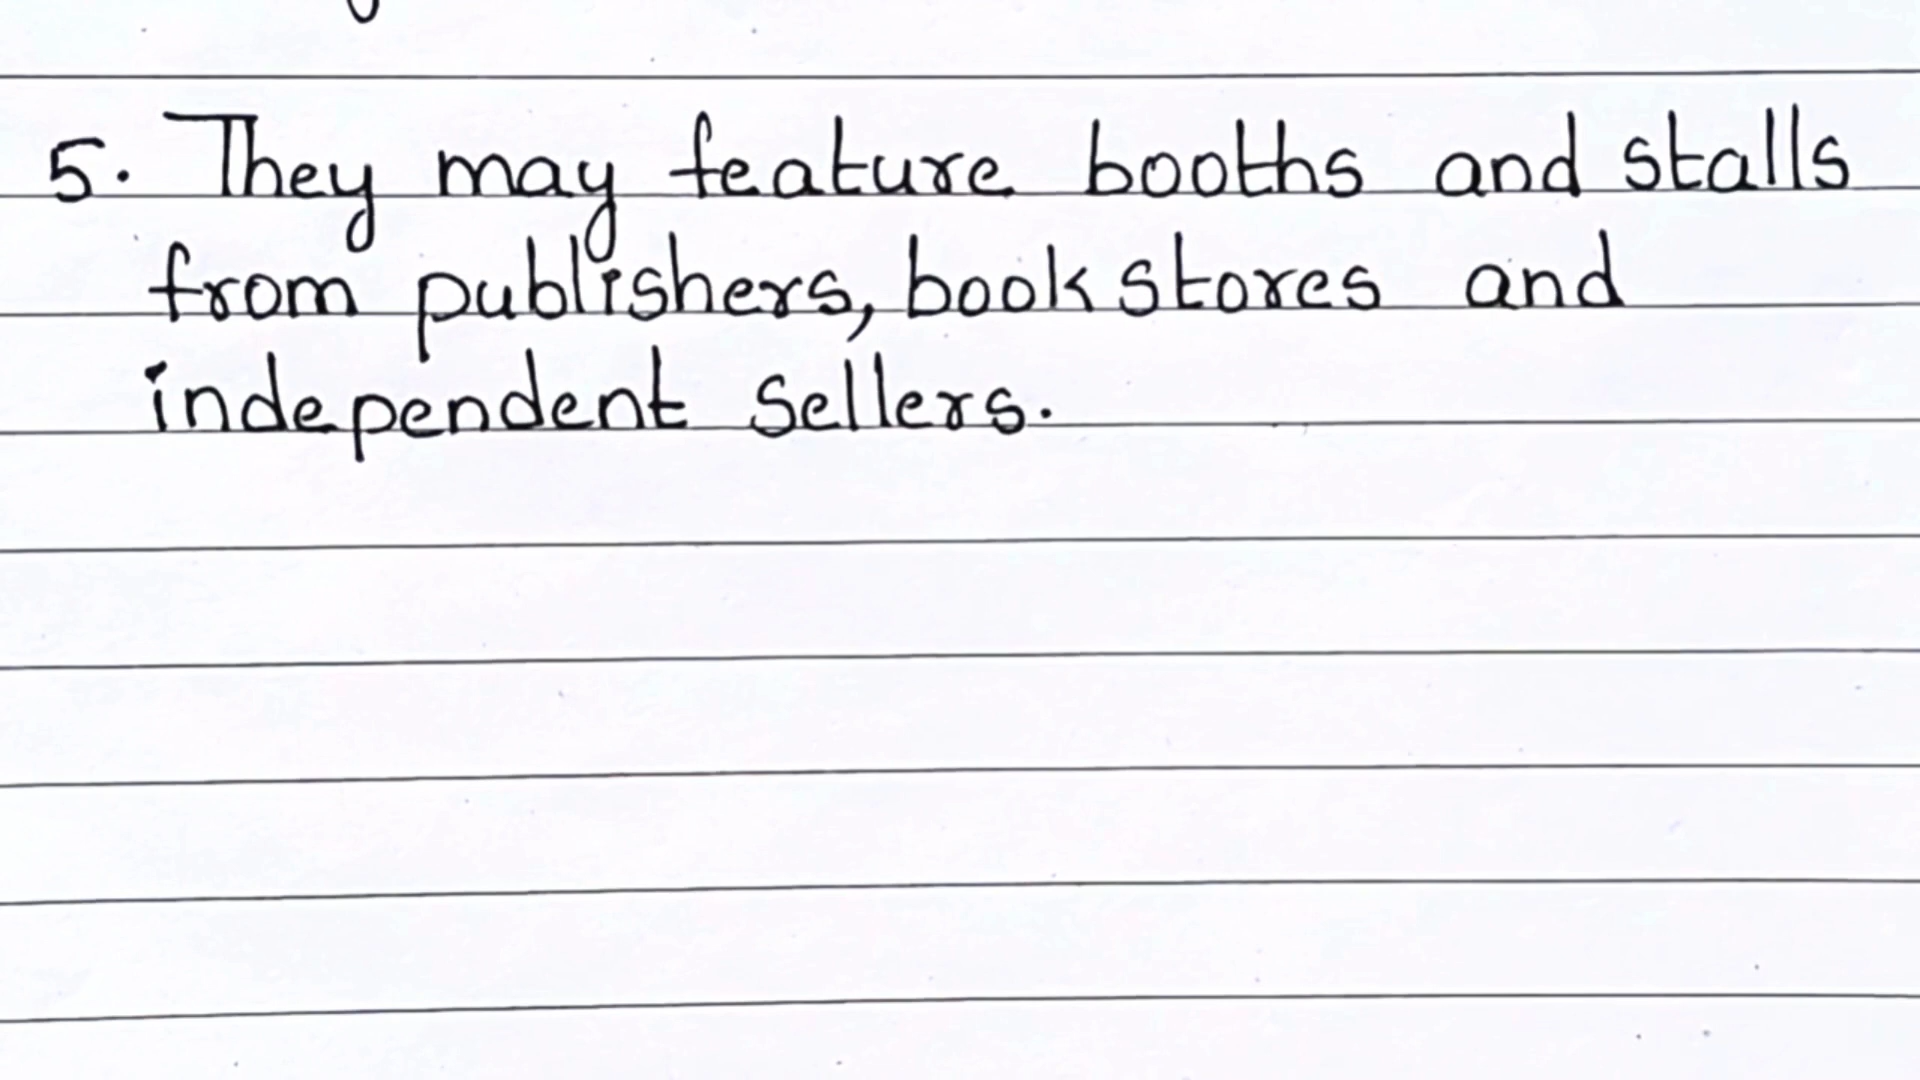 5. They may feature booths and stalls
from publishers, bookstores and
independent sellers.